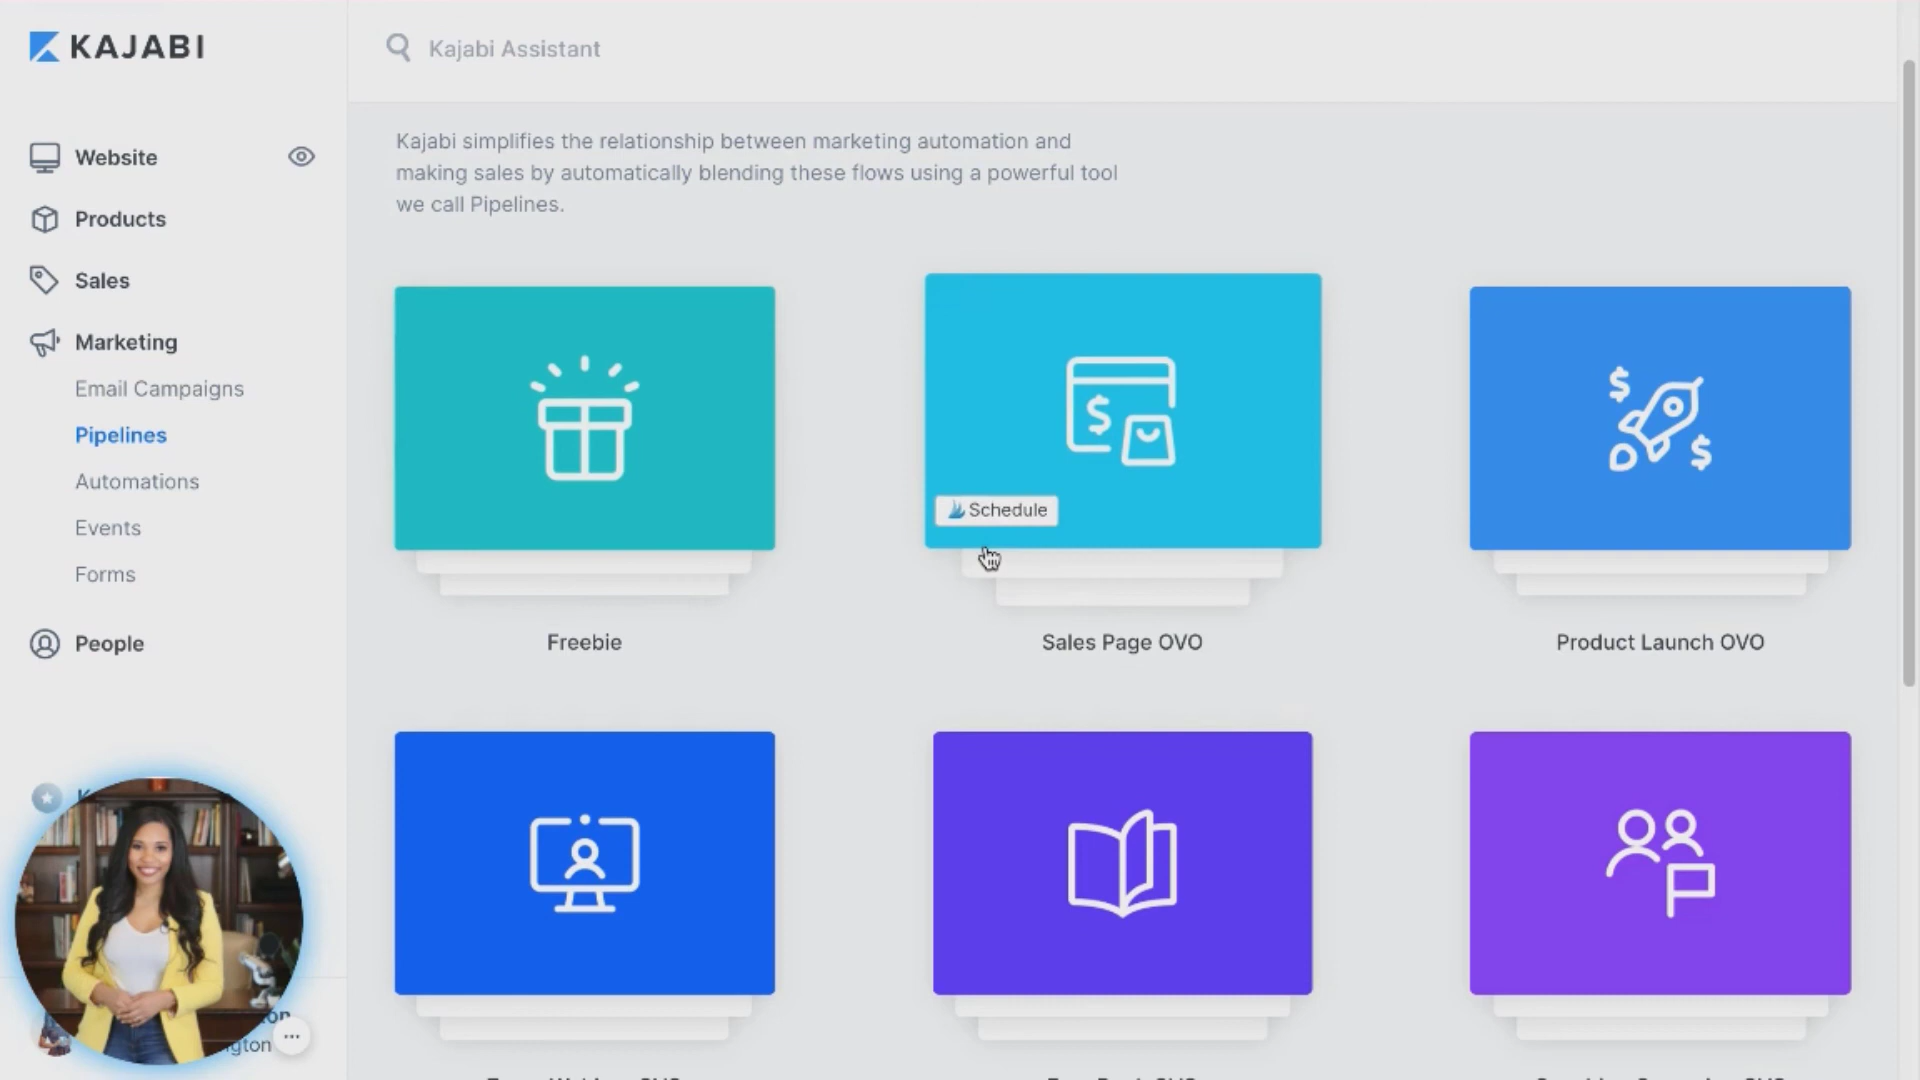 KAJABI
Kajabi Assistant
Website
Products
Sales
Marketing
Email Campaigns
Pipelines
Automations
Events
Forms
People
Kajabi simplifies the relationship between marketing automation and
making sales by automatically blending these flows using a powerful tool
we call Pipelines.
Schedule
Freebie
Sales Page OVO
Product Launch OVO